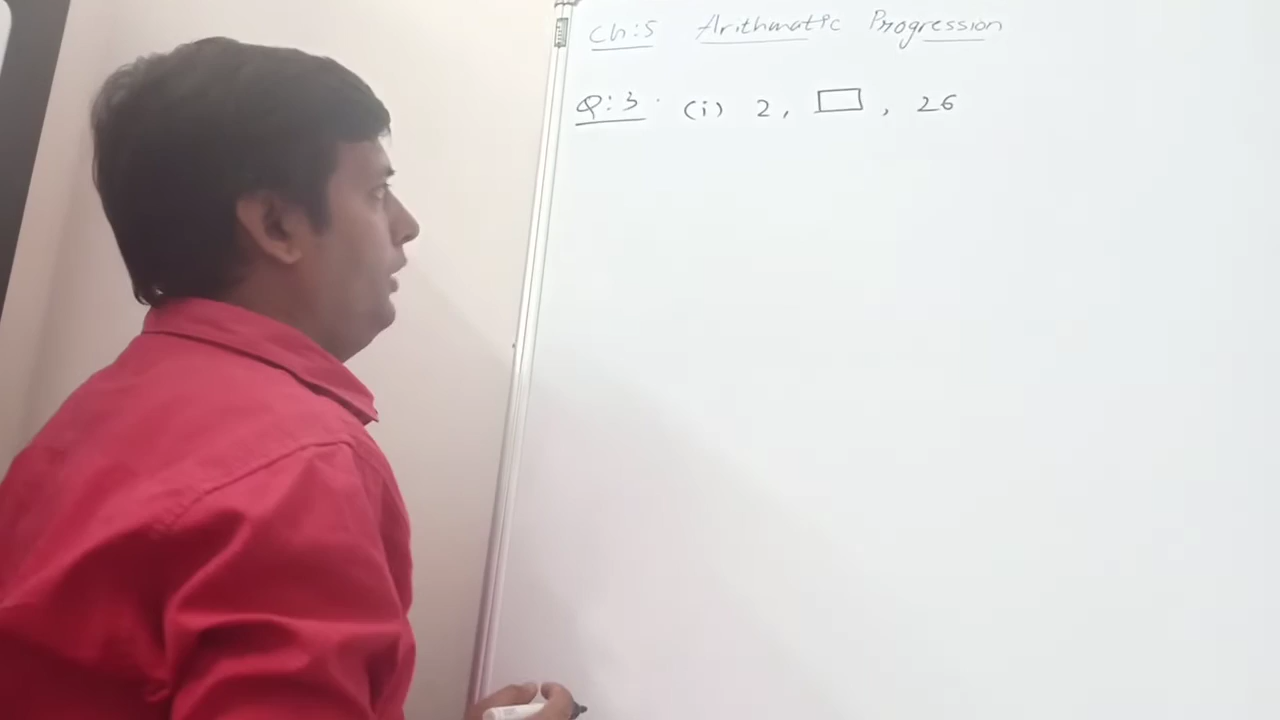 Ch:5 Arithmatic Progression
Q:3. (i) 2, , 26